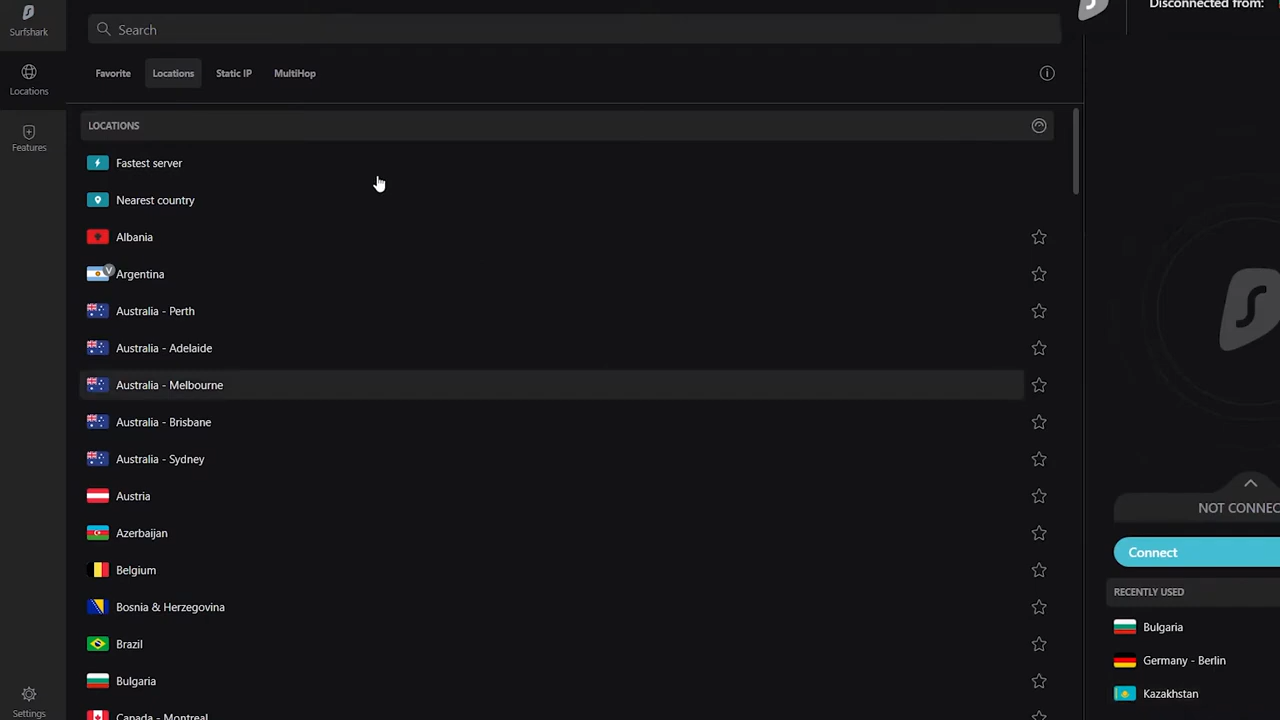 Surfshark
Locations
Features
Settings
Search
Favorite
Locations
Static IP
MultiHop
LOCATIONS
Fastest server
Nearest country
Albania
V
Argentina
Australia - Perth
Australia - Adelaide
Australia - Melbourne
Australia - Brisbane
Australia - Sydney
Austria
Azerbaijan
Belgium
Bosnia & Herzegovina
Brazil
Bulgaria
Canada - Montreal
Disconnected from:
NOT CONNEC
Connect
RECENTLY USED
Bulgaria
Germany - Berlin
Kazakhstan